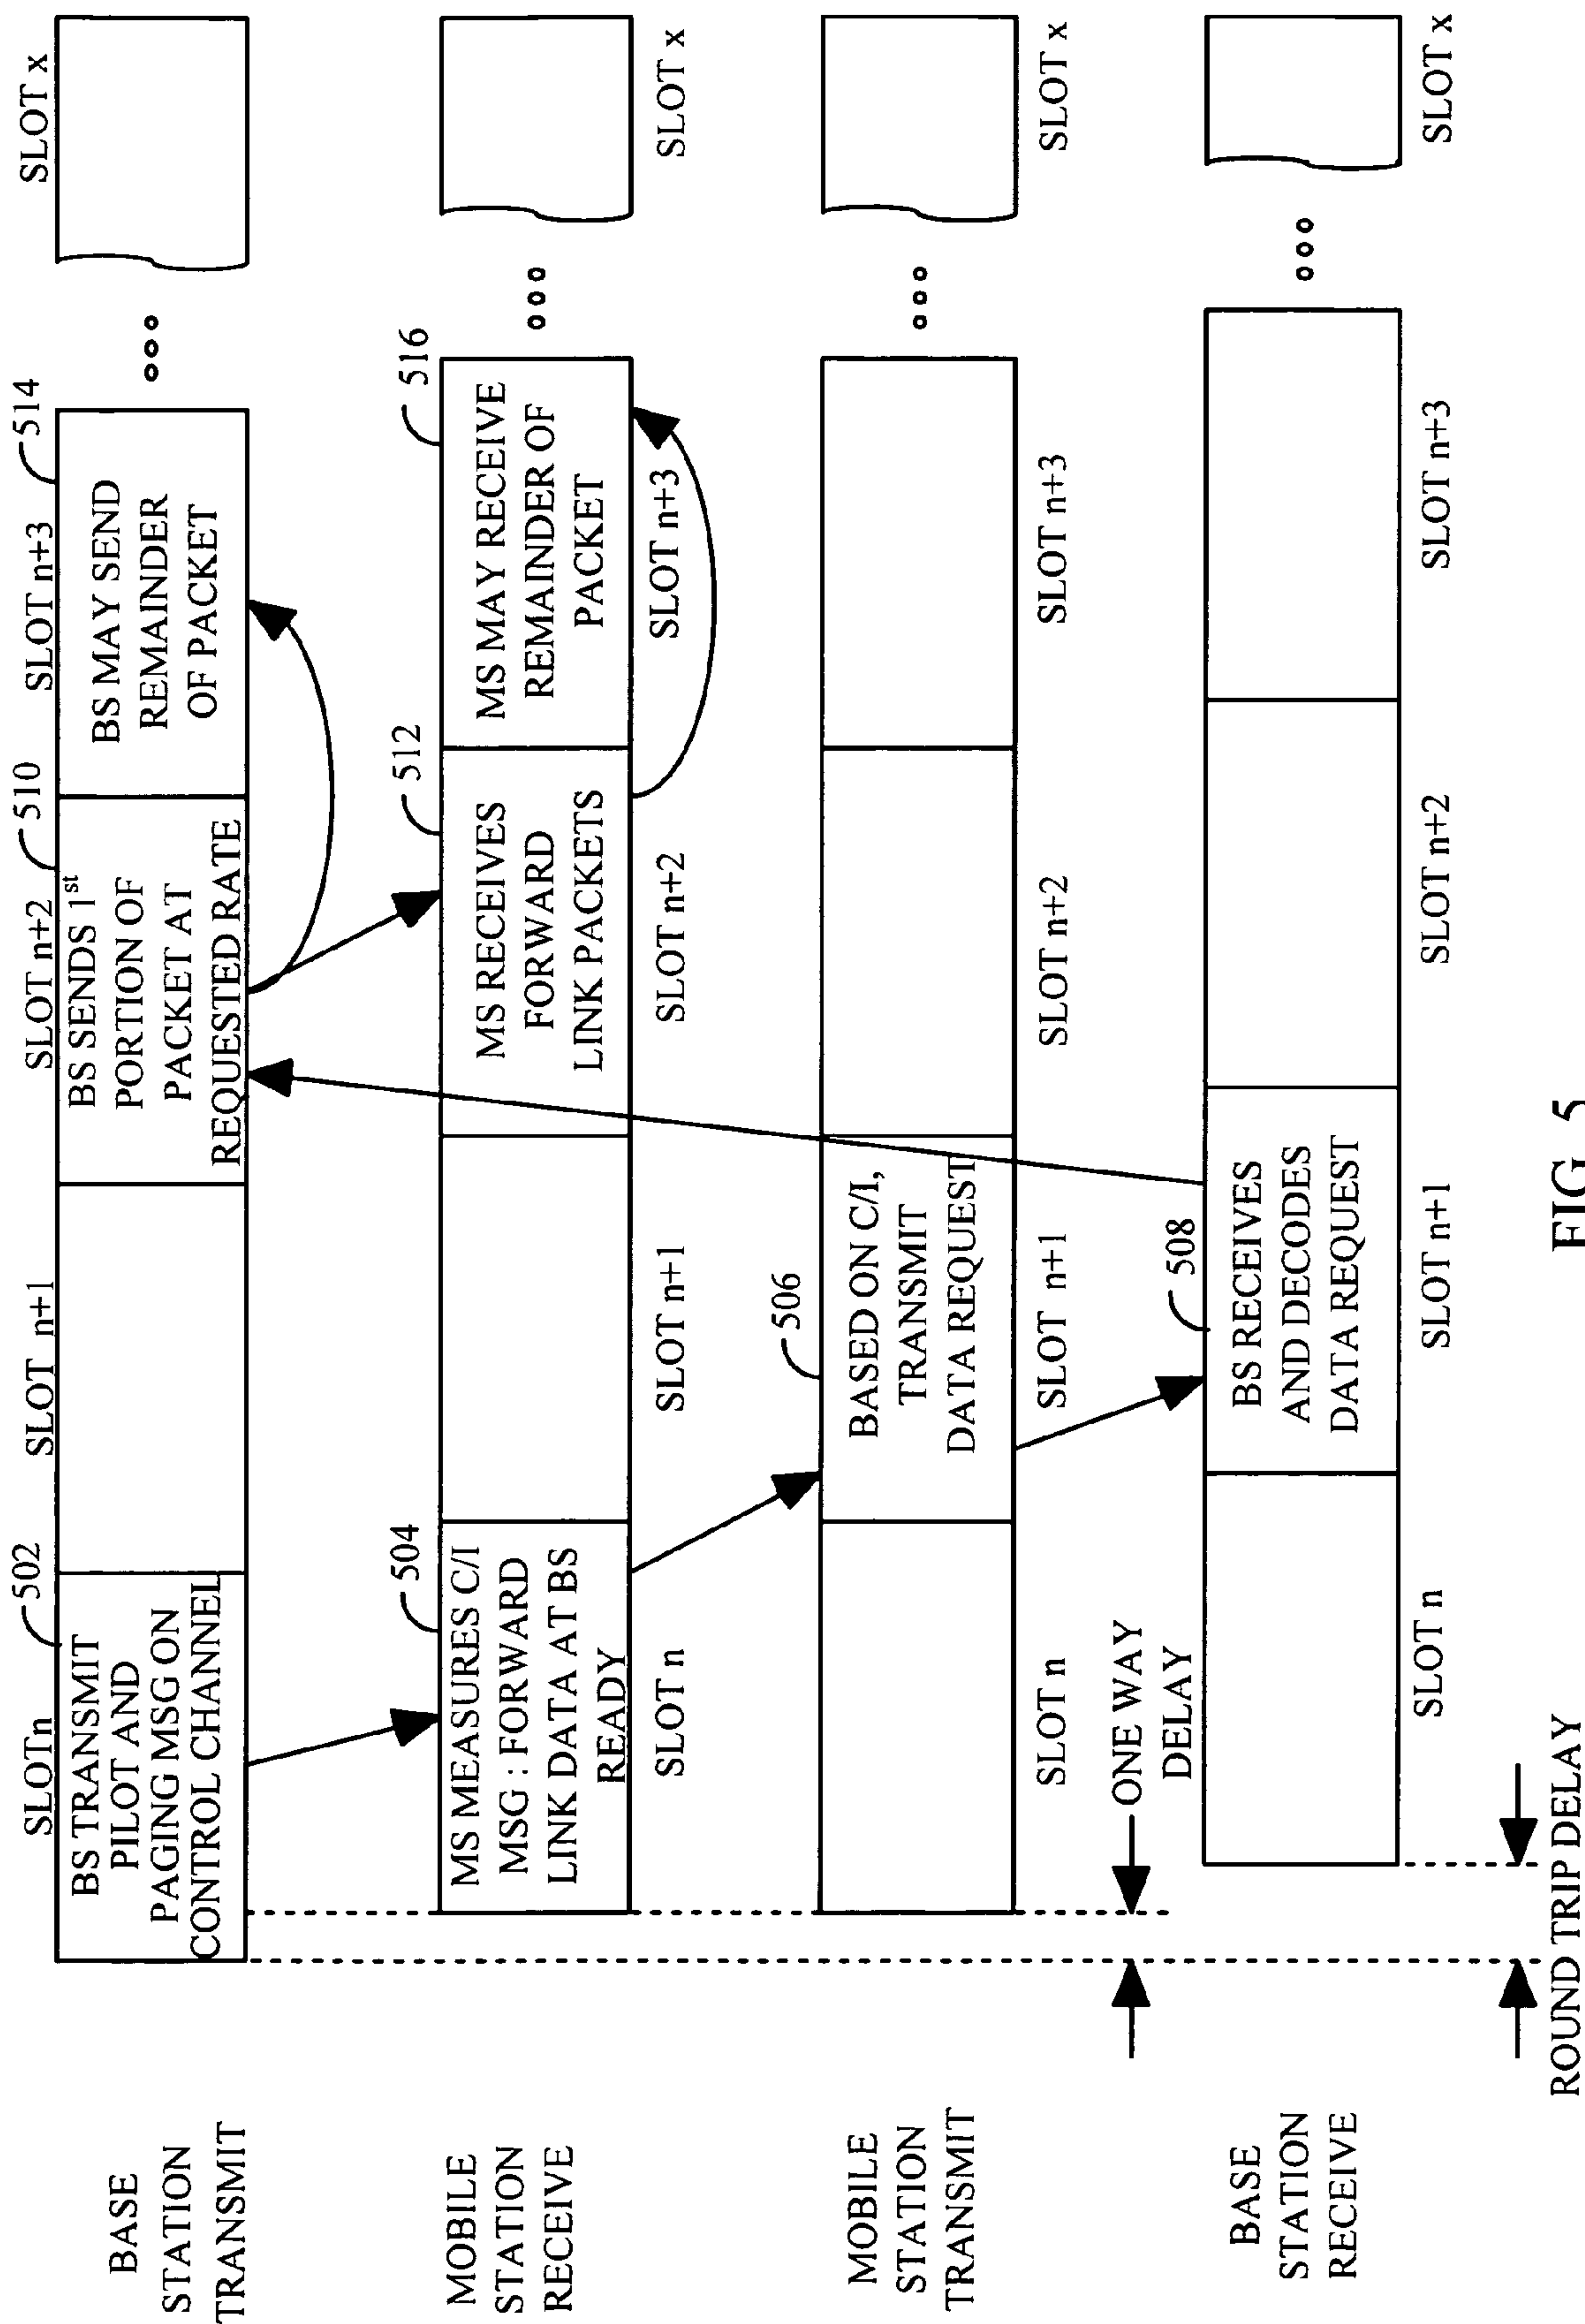 BASE
STATION
TRANSMIT
SLOTn
502
SLOT n+1
SLOT n+2
510
SLOT n+3
514
SLOT x
BS TRANSMIT
PILOT AND
PAGING MSG ON
CONTROL CHANNEL
BS SENDS 1st
PORTION OF
PACKET AT
REQUESTED RATE
BS MAY SEND
REMAINDER
OF PACKET
MOBILE
STATION
RECEIVE
504
512
516
MS MEASURES C/I
MSG : FORWARD
LINK DATA AT BS
READY
MS RECEIVES
FORWARD
LINK PACKETS
MS MAY RECEIVE
REMAINDER OF
PACKET
SLOT n
SLOT n+1
SLOT n+2
SLOT n+3
SLOT x
MOBILE
STATION
TRANSMIT
506
BASED ON C/I,
TRANSMIT
DATA REQUEST
SLOT n
SLOT n+1
SLOT n+2
SLOT n+3
SLOT x
ONE WAY
DELAY
BASE
STATION
RECEIVE
508
BS RECEIVES
AND DECODES
DATA REQUEST
SLOT n
SLOT n+1
SLOT n+2
SLOT n+3
SLOT x
ROUND TRIP DELAY
FIG. 5